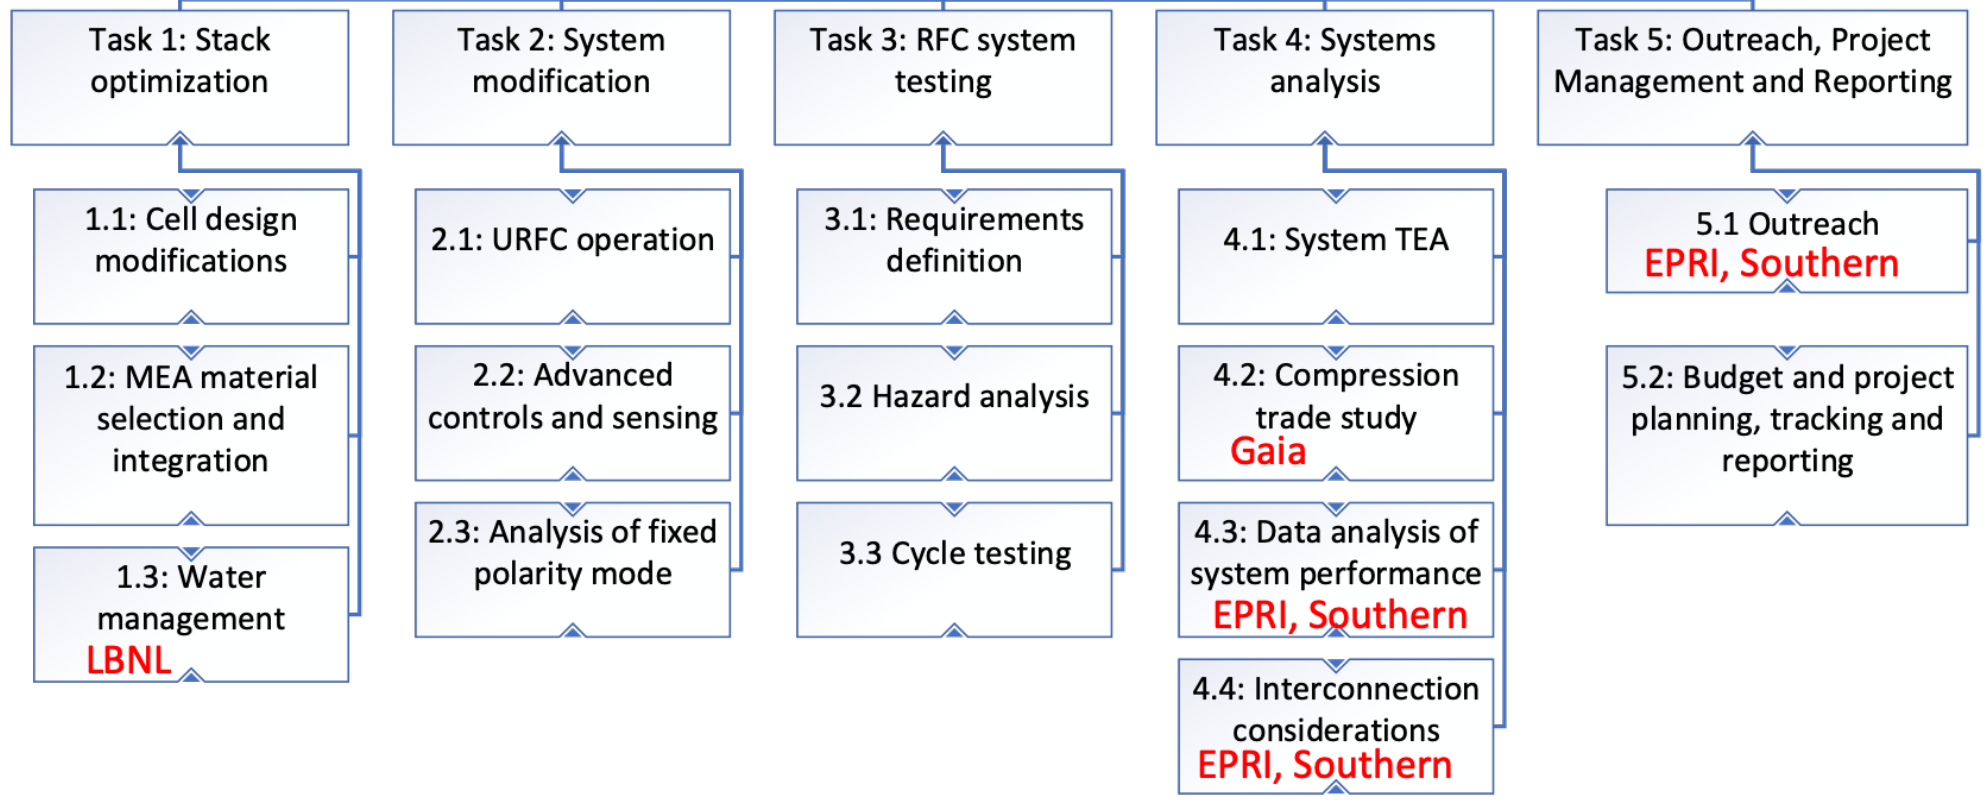 Task 1: Stack
optimization
1.1: Cell design
modifications
1.2: MEA material
selection and
integration
1.3: Water
management
LBNL
Task 2: System
modification
2.1: URFC operation
2.2: Advanced
controls and sensing
2.3: Analysis of fixed
polarity mode
Task 3: RFC system
testing
3.1: Requirements
definition
3.2 Hazard analysis
3.3 Cycle testing
Task 4: Systems
analysis
4.1: System TEA
4.2: Compression
trade study
Gaia
4.3: Data analysis of
system performance
EPRI, Southern
4.4: Interconnection
considerations
EPRI, Southern
Task 5: Outreach, Project
Management and Reporting
5.1 Outreach
EPRI, Southern
5.2: Budget and project
planning, tracking and
reporting